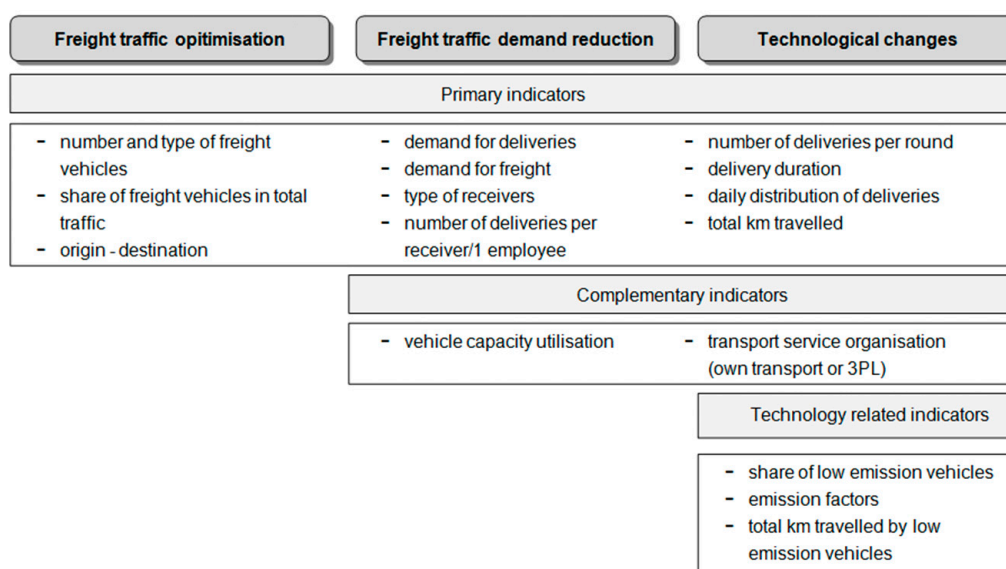 Freight traffic opitimisation
Freight traffic demand reduction
Technological changes
Primary indicators
- number and type of freight
vehicles
- share of freight vehicles in total
traffic
- origin - destination
- demand for deliveries
- demand for freight
- type of receivers
- number of deliveries per
receiver/1 employee
- number of deliveries per round
- delivery duration
- daily distribution of deliveries
- total km travelled
Complementary indicators
- vehicle capacity utilisation
- transport service organisation
(own transport or 3PL)
Technology related indicators
- share of low emission vehicles
- emission factors
- total km travelled by low
emission vehicles